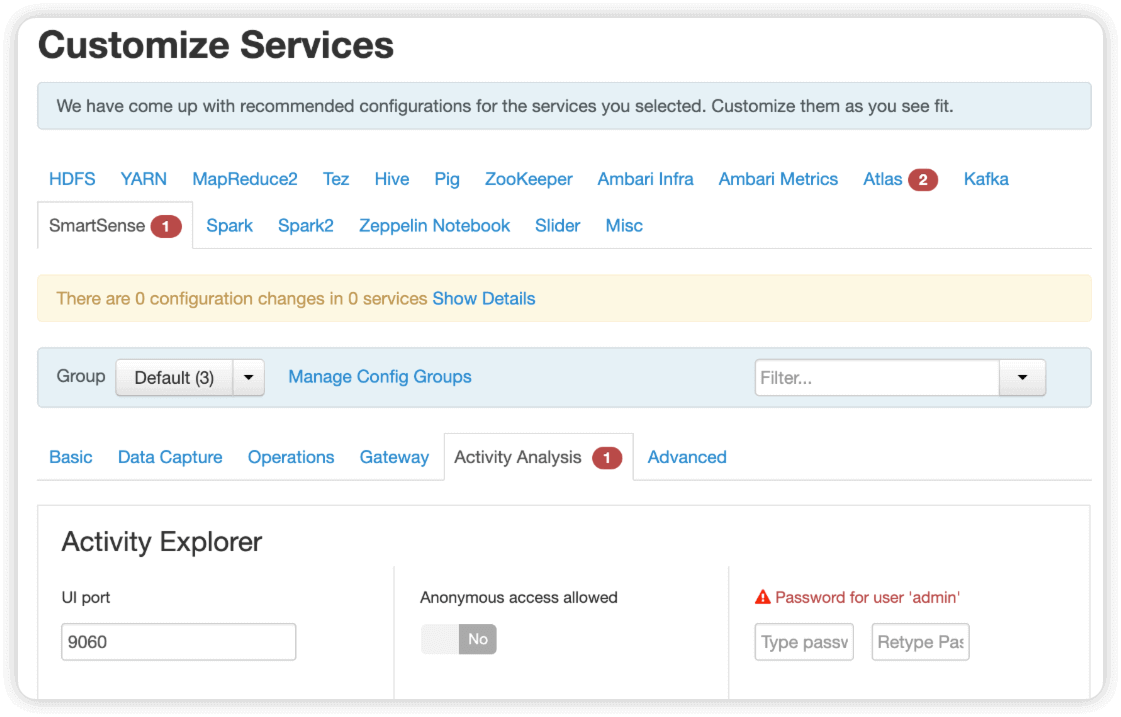 Customize Services
We have come up with recommended configurations for the services you selected. Customize them as you see fit.
HDFS YARN MapReduce2 Tez Hive Pig ZooKeeper Ambari Infra Ambari Metrics Atlas 2 Kafka
SmartSense 1 Spark Spark2 Zeppelin Notebook Slider Misc
There are 0 configuration changes in 0 services Show Details
Group Default (3) Manage Config Groups Filter...
Basic Data Capture Operations Gateway Activity Analysis 1 Advanced
Activity Explorer
UI port Anonymous access allowed Password for user 'admin'
9060 No Type passw Retype Pas